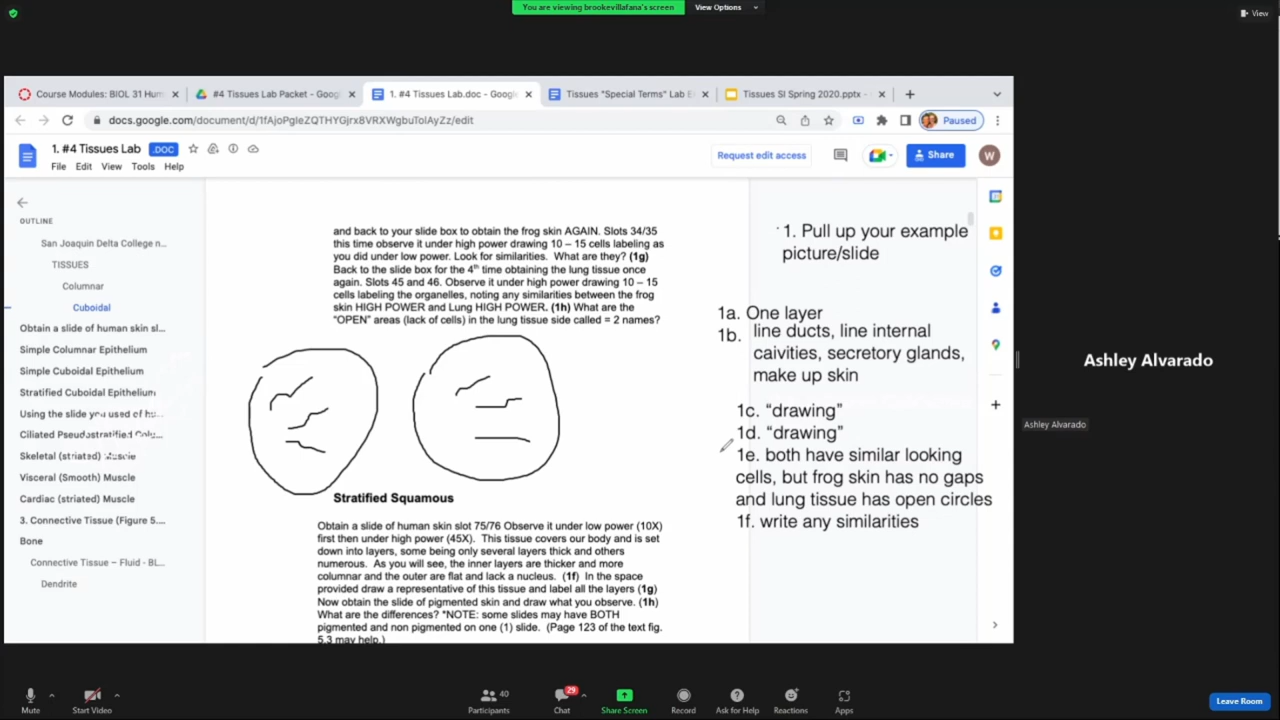 You are viewing brookevillafana's screen
View Options
View
Course Modules: BIOL 31 Hum
#4 Tissues Lab Packet - Goog
1. #4 Tissues Lab.doc - Goog
Tissues "Special Terms" Lab E
Tissues SI Spring 2020.pptx -
Paused
1. #4 Tissues Lab
.DOC
File Edit View Tools Help
Request edit access
Share
W
OUTLINE
San Joaquin Delta College n...
TISSUES
Columnar
Cuboidal
Obtain a slide of human skin sl...
Simple Columnar Epithelium
Simple Cuboidal Epithelium
Stratified Cuboidal Epithelium
Using the slide you used of hu...
Ciliated Pseudostratified Colu...
Skeletal (striated) Muscle
Visceral (Smooth) Muscle
Cardiac (striated) Muscle
3. Connective Tissue (Figure 5....
Bone
Connective Tissue – Fluid - BL...
Dendrite
and back to your slide box to obtain the frog skin AGAIN. Slots 34/35
this time observe it under high power drawing 10 – 15 cells labeling as
you did under low power. Look for similarities. What are they? (1g)
Back to the slide box for the 4th time obtaining the lung tissue once
again. Slots 45 and 46. Observe it under high power drawing 10 – 15
cells labeling the organelles, noting any similarities between the frog
skin HIGH POWER and Lung HIGH POWER. (1h) What are the
"OPEN" areas (lack of cells) in the lung tissue side called = 2 names?
Stratified Squamous
Obtain a slide of human skin slot 75/76 Observe it under low power (10X)
first then under high power (45X). This tissue covers our body and is set
down into layers, some being only several layers thick and others
numerous. As you will see, the inner layers are thicker and more
columnar and the outer are flat and lack a nucleus. (1f) In the space
provided draw a representative of this tissue and label all the layers (1g)
Now obtain the slide of pigmented skin and draw what you observe. (1h)
What are the differences? *NOTE: some slides may have BOTH
pigmented and non pigmented on one (1) slide. (Page 123 of the text fig.
5.3 may help.)
1. Pull up your example
picture/slide
1a. One layer
1b. line ducts, line internal
caivities, secretory glands,
make up skin
1c. “drawing”
1d. “drawing”
1e. both have similar looking
cells, but frog skin has no gaps
and lung tissue has open circles
1f. write any similarities
Ashley Alvarado
Ashley Alvarado
Mute
Start Video
40
Participants
29
Chat
Share Screen
Record
Ask for Help
Reactions
Apps
Leave Room